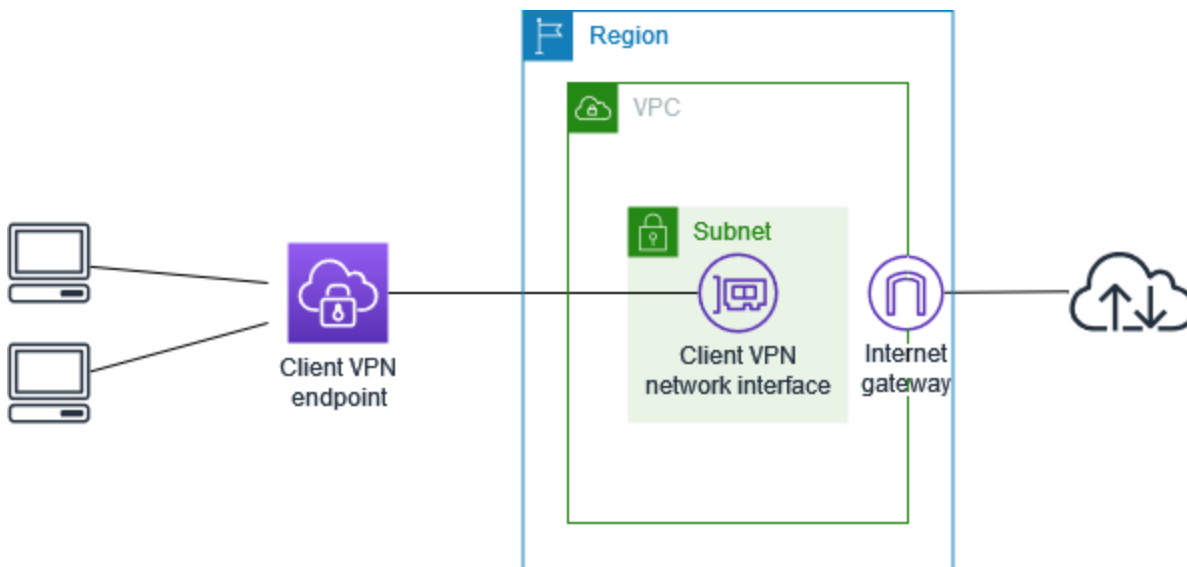 Region
VPC
Subnet
Client VPN
endpoint
Client VPN
network interface
Internet
gateway